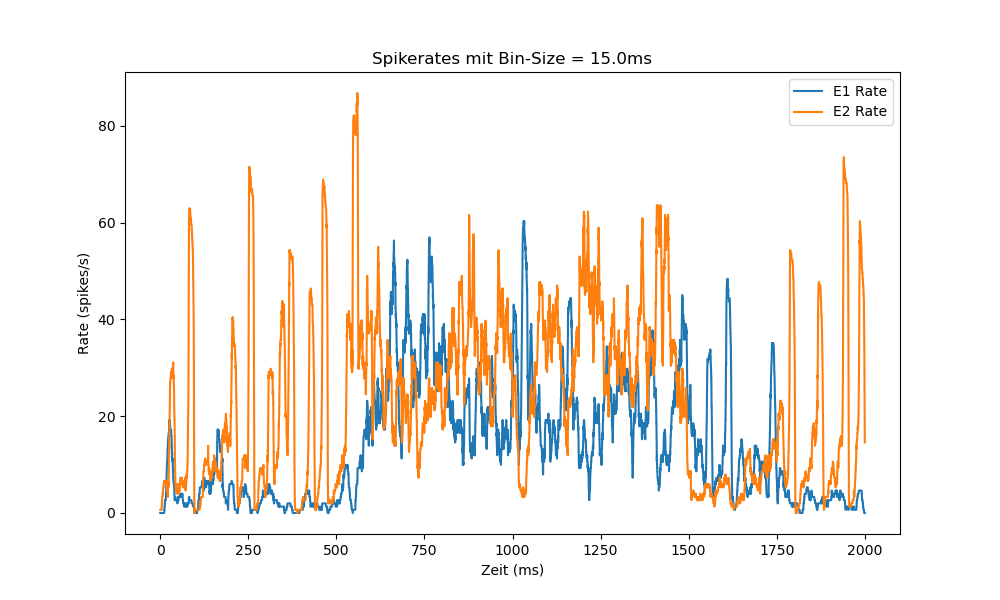 Spikerates mit Bin-Size = 15.0ms
E1 Rate
E2 Rate
Rate (spikes/s)
80
60
40
20
0
0 250 500 750 1000 1250 1500 1750 2000
Zeit (ms)